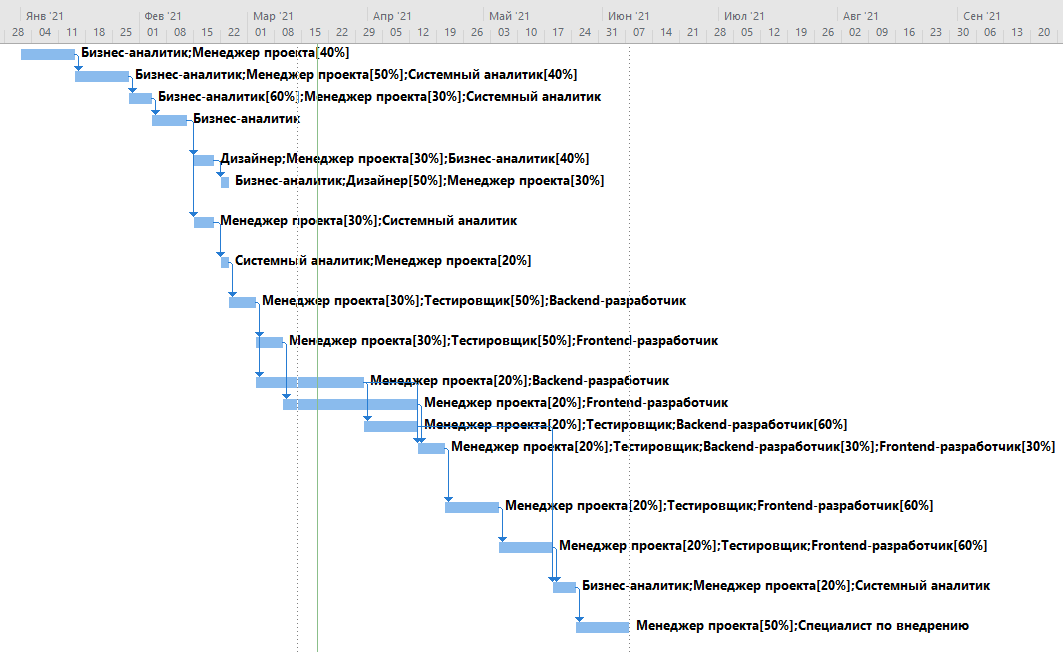 Янв '21 Фев '21 Мар '21 Апр '21 Май '21 Июн '21 Июл '21 Авг '21 Сен '21
28 04 11 18 25 01 08 15 22 01 08 15 22 29 05 12 19 26 03 10 17 24 31 07 14 21 28 05 12 19 26 02 09 16 23 30 06 13 20
Бизнес-аналитик;Менеджер проекта[40%]
Бизнес-аналитик;Менеджер проекта[50%];Системный аналитик[40%]
Бизнес-аналитик[60%];Менеджер проекта[30%];Системный аналитик
Бизнес-аналитик
Дизайнер;Менеджер проекта[30%];Бизнес-аналитик[40%]
Бизнес-аналитик;Дизайнер[50%];Менеджер проекта[30%]
Менеджер проекта[30%];Системный аналитик
Системный аналитик;Менеджер проекта[20%]
Менеджер проекта[30%];Тестировщик[50%];Backend-разработчик
Менеджер проекта[30%];Тестировщик[50%];Frontend-разработчик
Менеджер проекта[20%];Backend-разработчик
Менеджер проекта[20%];Frontend-разработчик
Менеджер проекта[20%];Тестировщик;Backend-разработчик[60%]
Менеджер проекта[20%];Тестировщик;Backend-разработчик[30%];Frontend-разработчик[30%]
Менеджер проекта[20%];Тестировщик;Frontend-разработчик[60%]
Менеджер проекта[20%];Тестировщик;Frontend-разработчик[60%]
Бизнес-аналитик;Менеджер проекта[20%];Системный аналитик
Менеджер проекта[50%];Специалист по внедрению